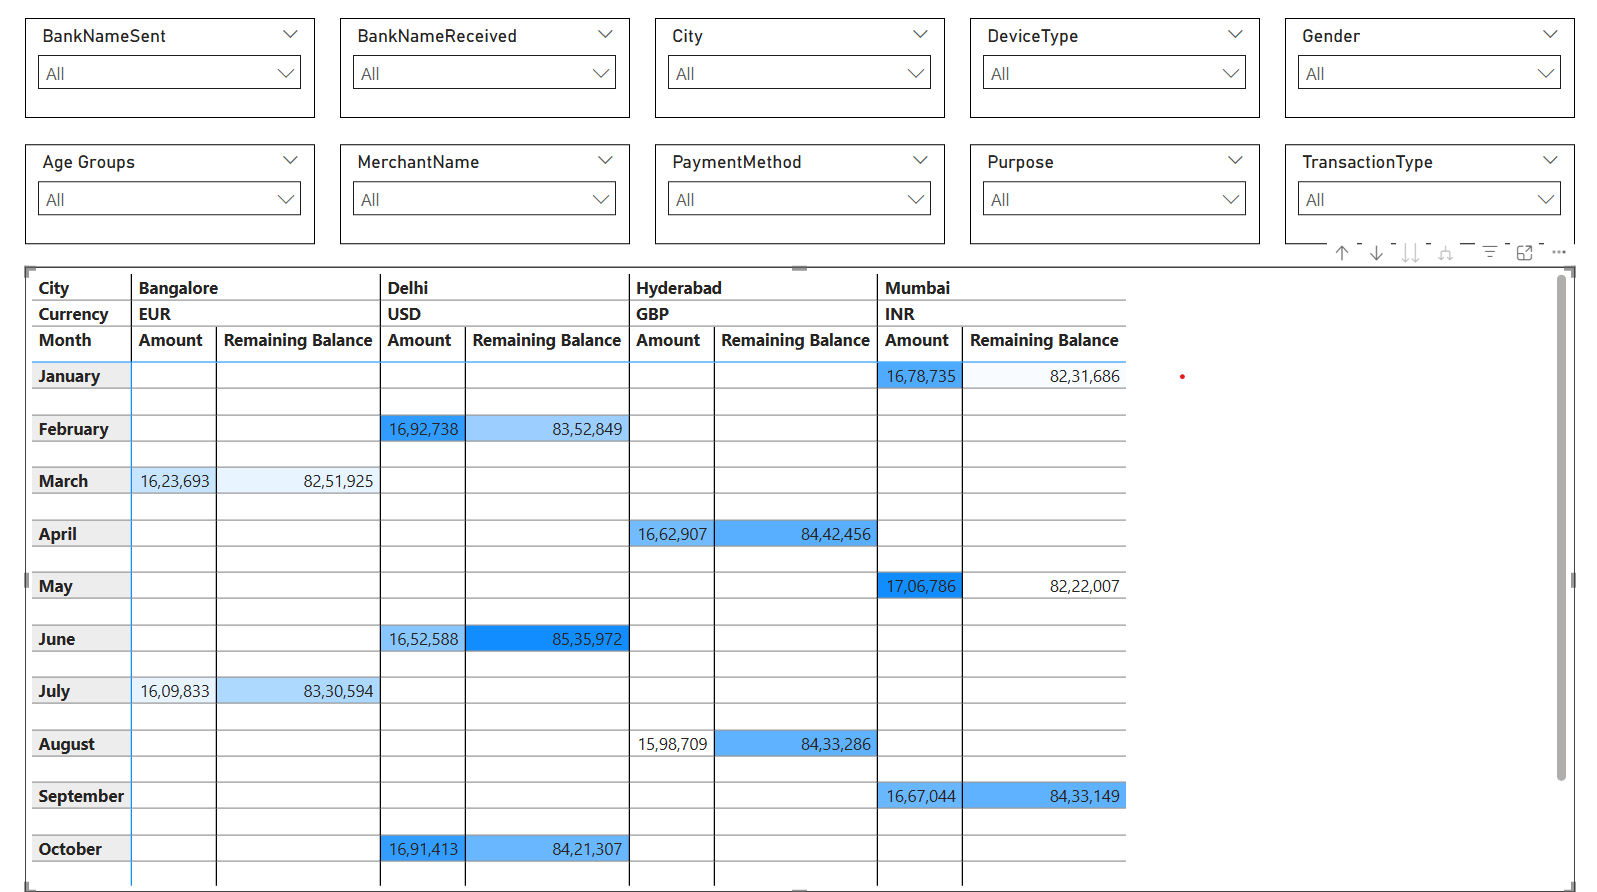 BankNameSent BankNameReceived City DeviceType Gender
All All All All All
Age Groups MerchantName PaymentMethod Purpose TransactionType
All All All All All
City Bangalore Delhi Hyderabad Mumbai
Currency EUR USD GBP INR
Month Amount Remaining Balance Amount Remaining Balance Amount Remaining Balance Amount Remaining Balance
January 16,78,735 82,31,686
February 16,92,738 83,52,849
March 16,23,693 82,51,925
April 16,62,907 84,42,456
May 17,06,786 82,22,007
June 16,52,588 85,35,972
July 16,09,833 83,30,594
August 15,98,709 84,33,286
September 16,67,044 84,33,149
October 16,91,413 84,21,307